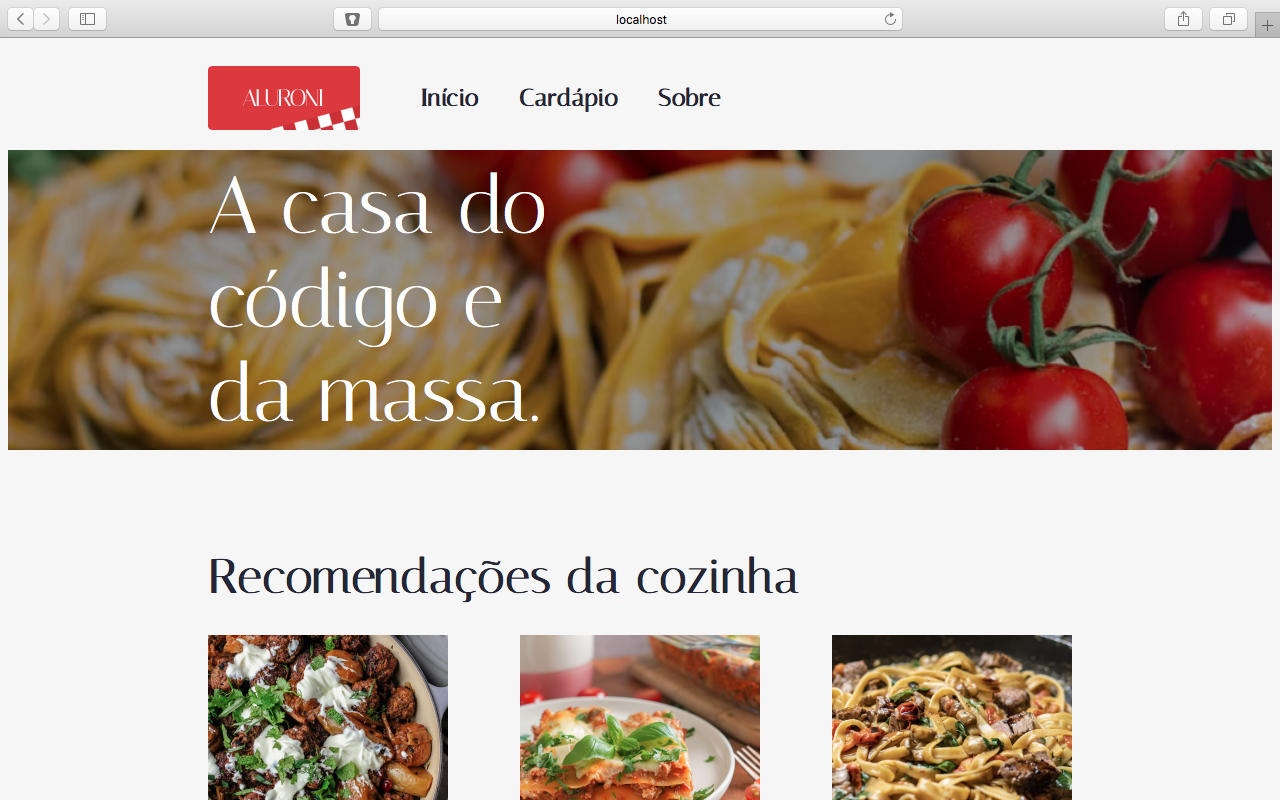 localhost
ALURONI
Início
Cardápio
Sobre
A casa do
código e
da massa.
Recomendações da cozinha